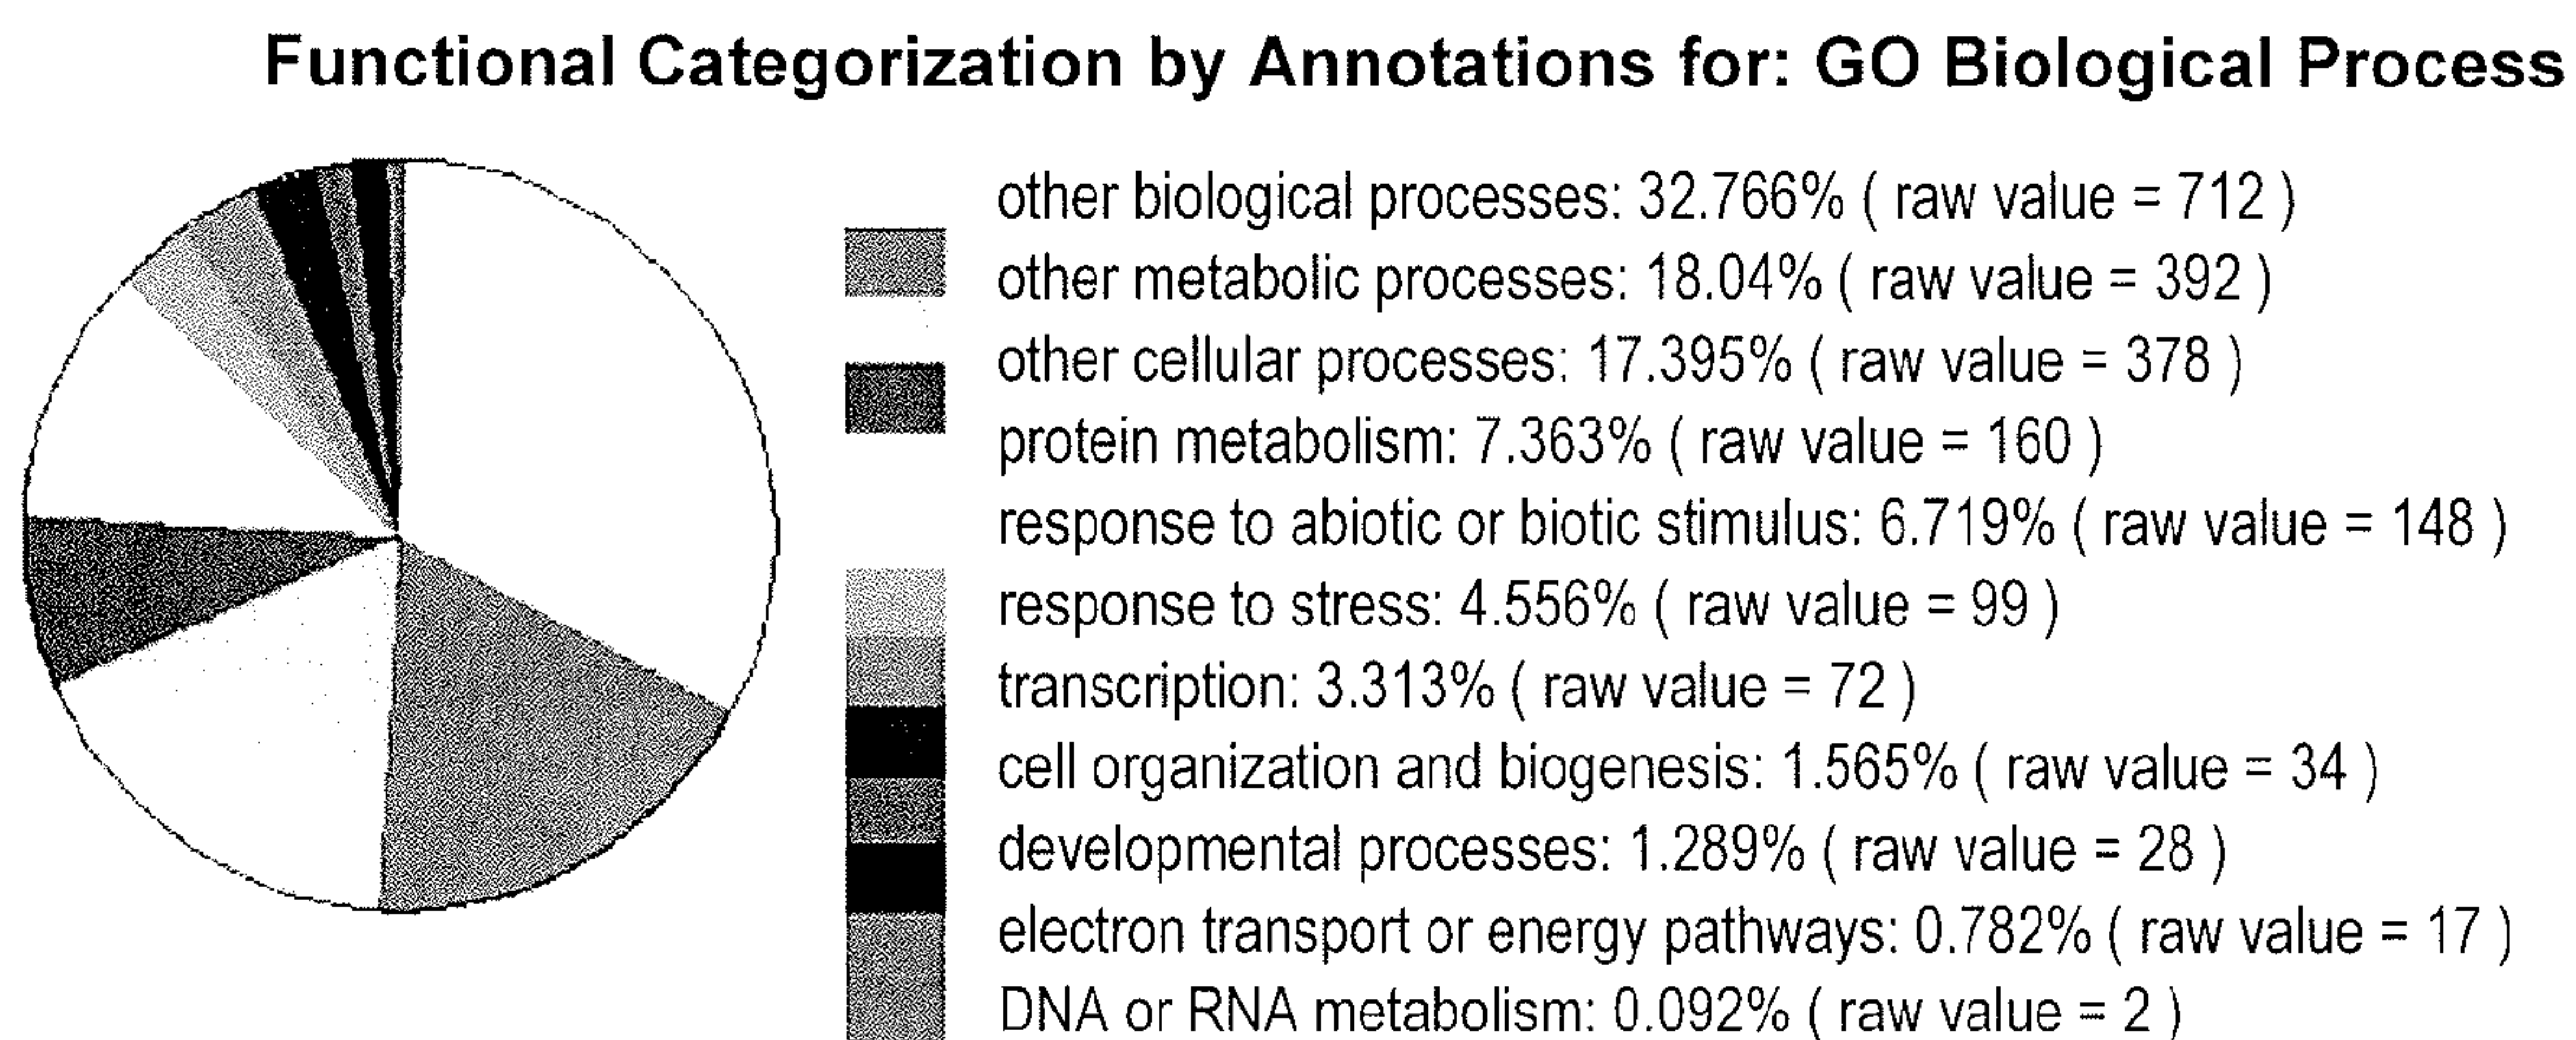 Functional Categorization by Annotations for: GO Biological Process
other biological processes: 32.766% ( raw value = 712 )
other metabolic processes: 18.04% ( raw value = 392 )
other cellular processes: 17.395% ( raw value = 378 )
protein metabolism: 7.363% ( raw value = 160 )
response to abiotic or biotic stimulus: 6.719% ( raw value = 148 )
response to stress: 4.556% ( raw value = 99 )
transcription: 3.313% ( raw value = 72 )
cell organization and biogenesis: 1.565% ( raw value = 34 )
developmental processes: 1.289% ( raw value = 28 )
electron transport or energy pathways: 0.782% ( raw value = 17 )
DNA or RNA metabolism: 0.092% ( raw value = 2 )